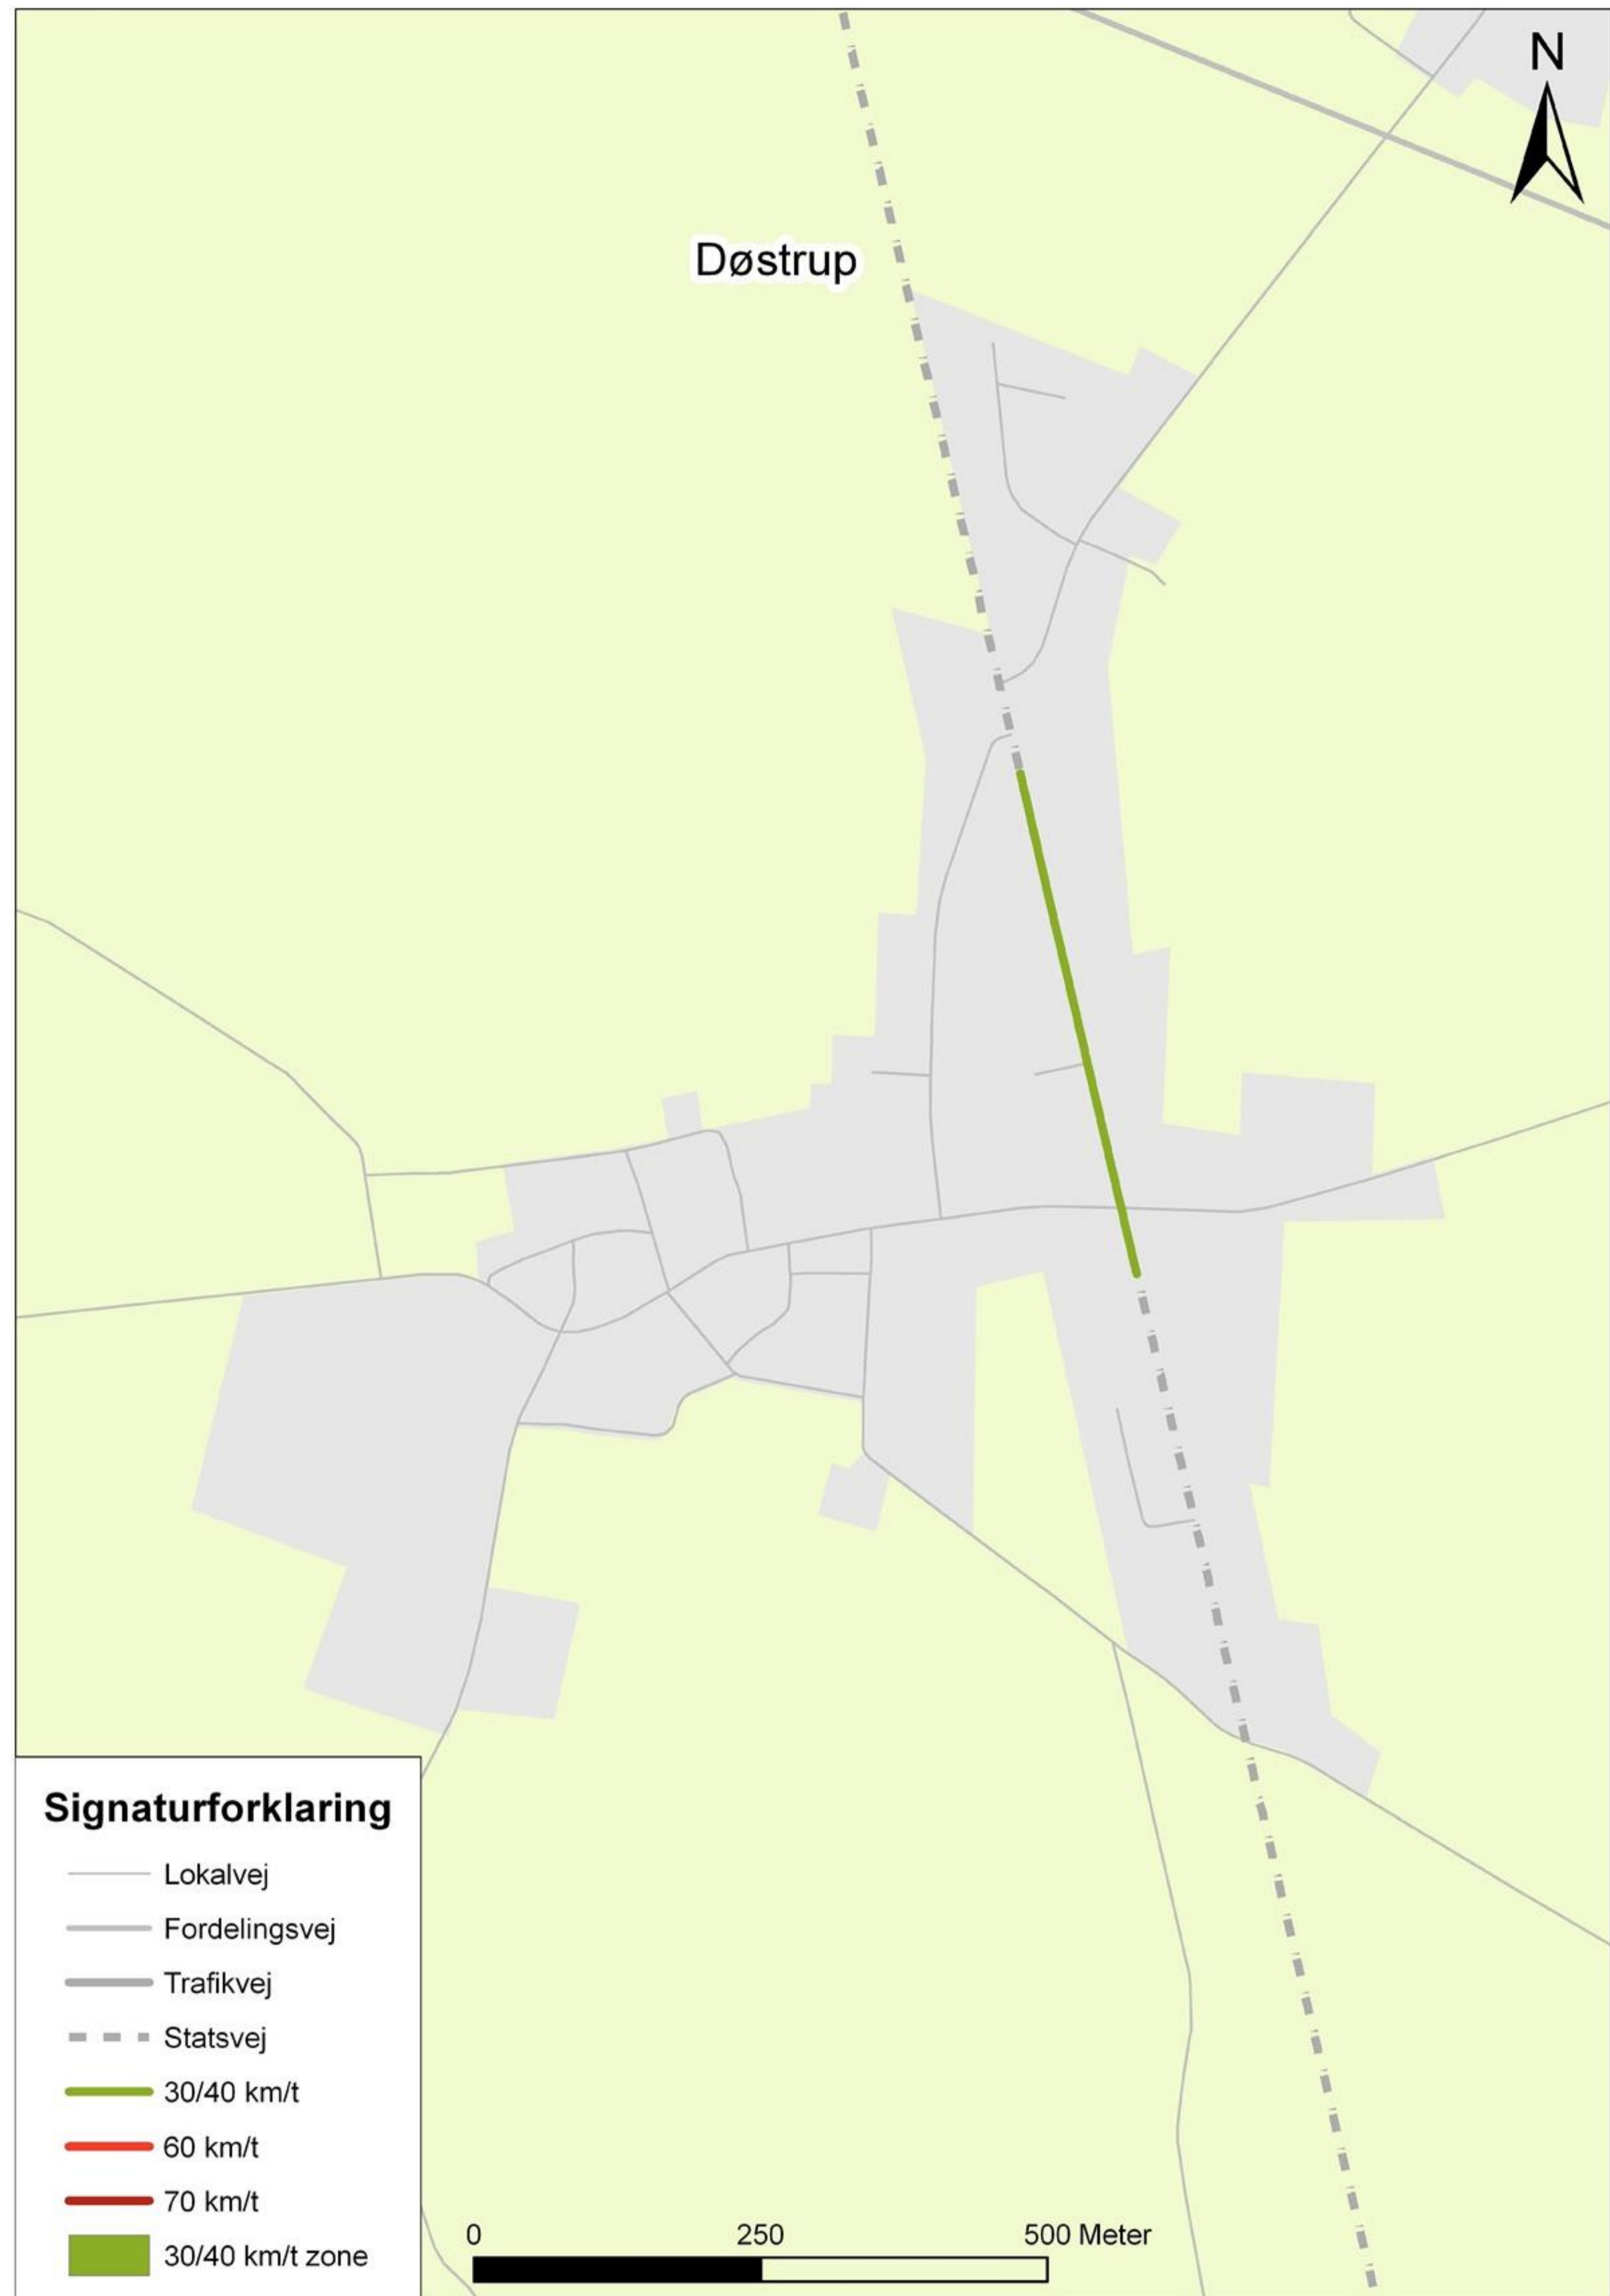 N
Døstrup
Signaturforklaring
Lokalvej
Fordelingsvej
Trafikvej
Statsvej
30/40 km/t
60 km/t
70 km/t
30/40 km/t zone
0 250 500 Meter